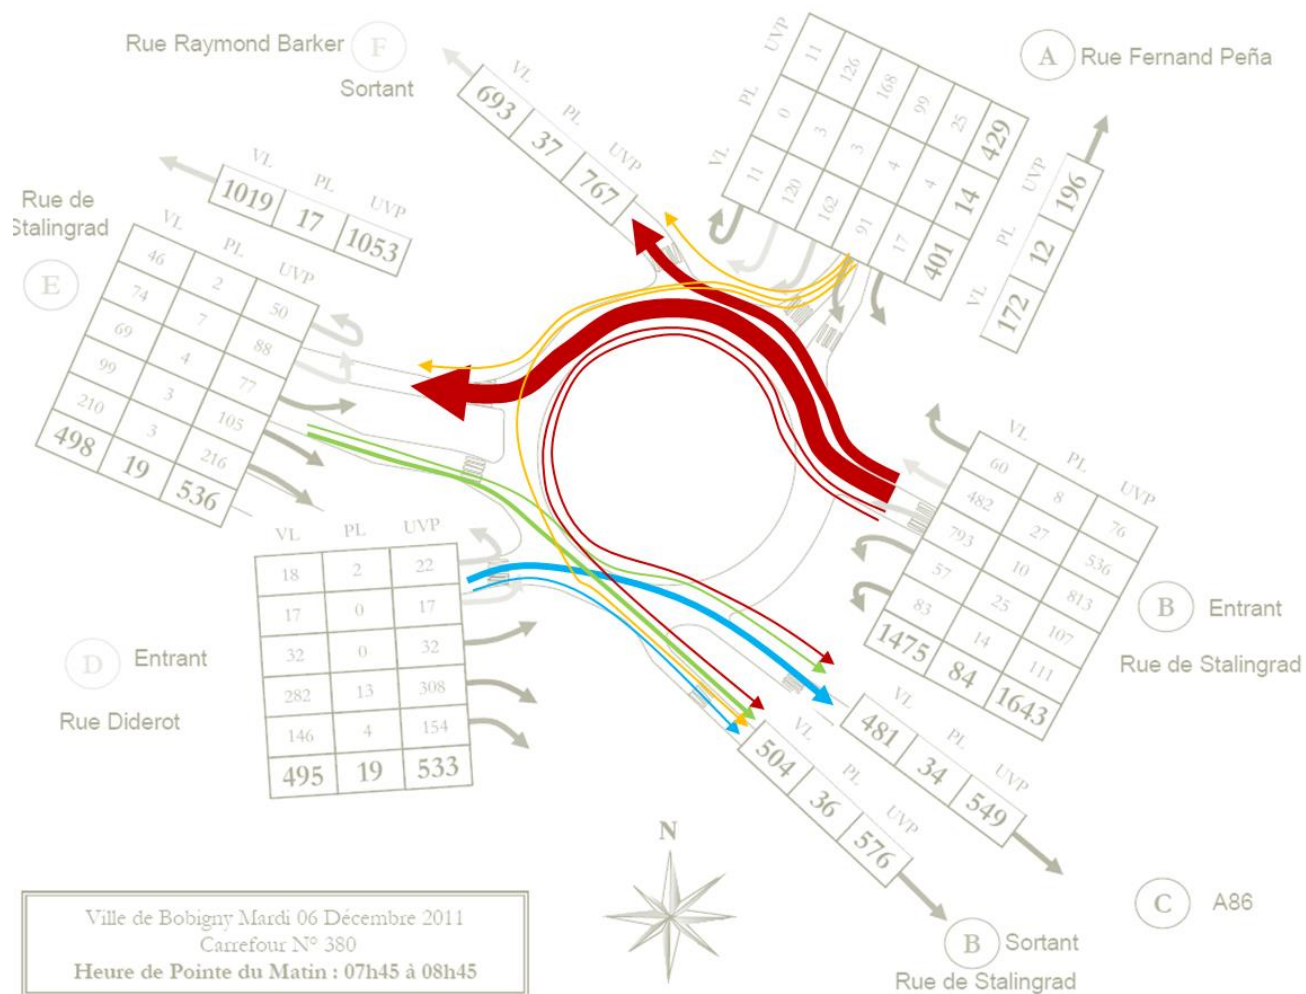 Rue Raymond Barker F
Sortant
VL PL UVP
693 37 767
UVP 11 126 168 99 25 429
PL 0 3 3 4 4 14
VL 11 120 162 91 17 401
A Rue Fernand Peña
UVP 196
PL 12
VL 172
VL PL UVP
1019 17 1053
Rue de
Stalingrad
E
VL PL UVP
46 2 50
74 7 88
69 4 77
99 3 105
210 3 216
498 19 536
VL PL UVP
60 8 76
482 27 536
793 10 813
57 25 107
83 14 111
1475 84 1643
B Entrant
Rue de Stalingrad
VL PL UVP
18 2 22
17 0 17
32 0 32
282 13 308
146 4 154
495 19 533
D Entrant
Rue Diderot
VL PL UVP
481 34 549
VL PL UVP
504 36 576
N
C A86
B Sortant
Rue de Stalingrad
Ville de Bobigny Mardi 06 Décembre 2011
Carrefour N° 380
Heure de Pointe du Matin : 07h45 à 08h45